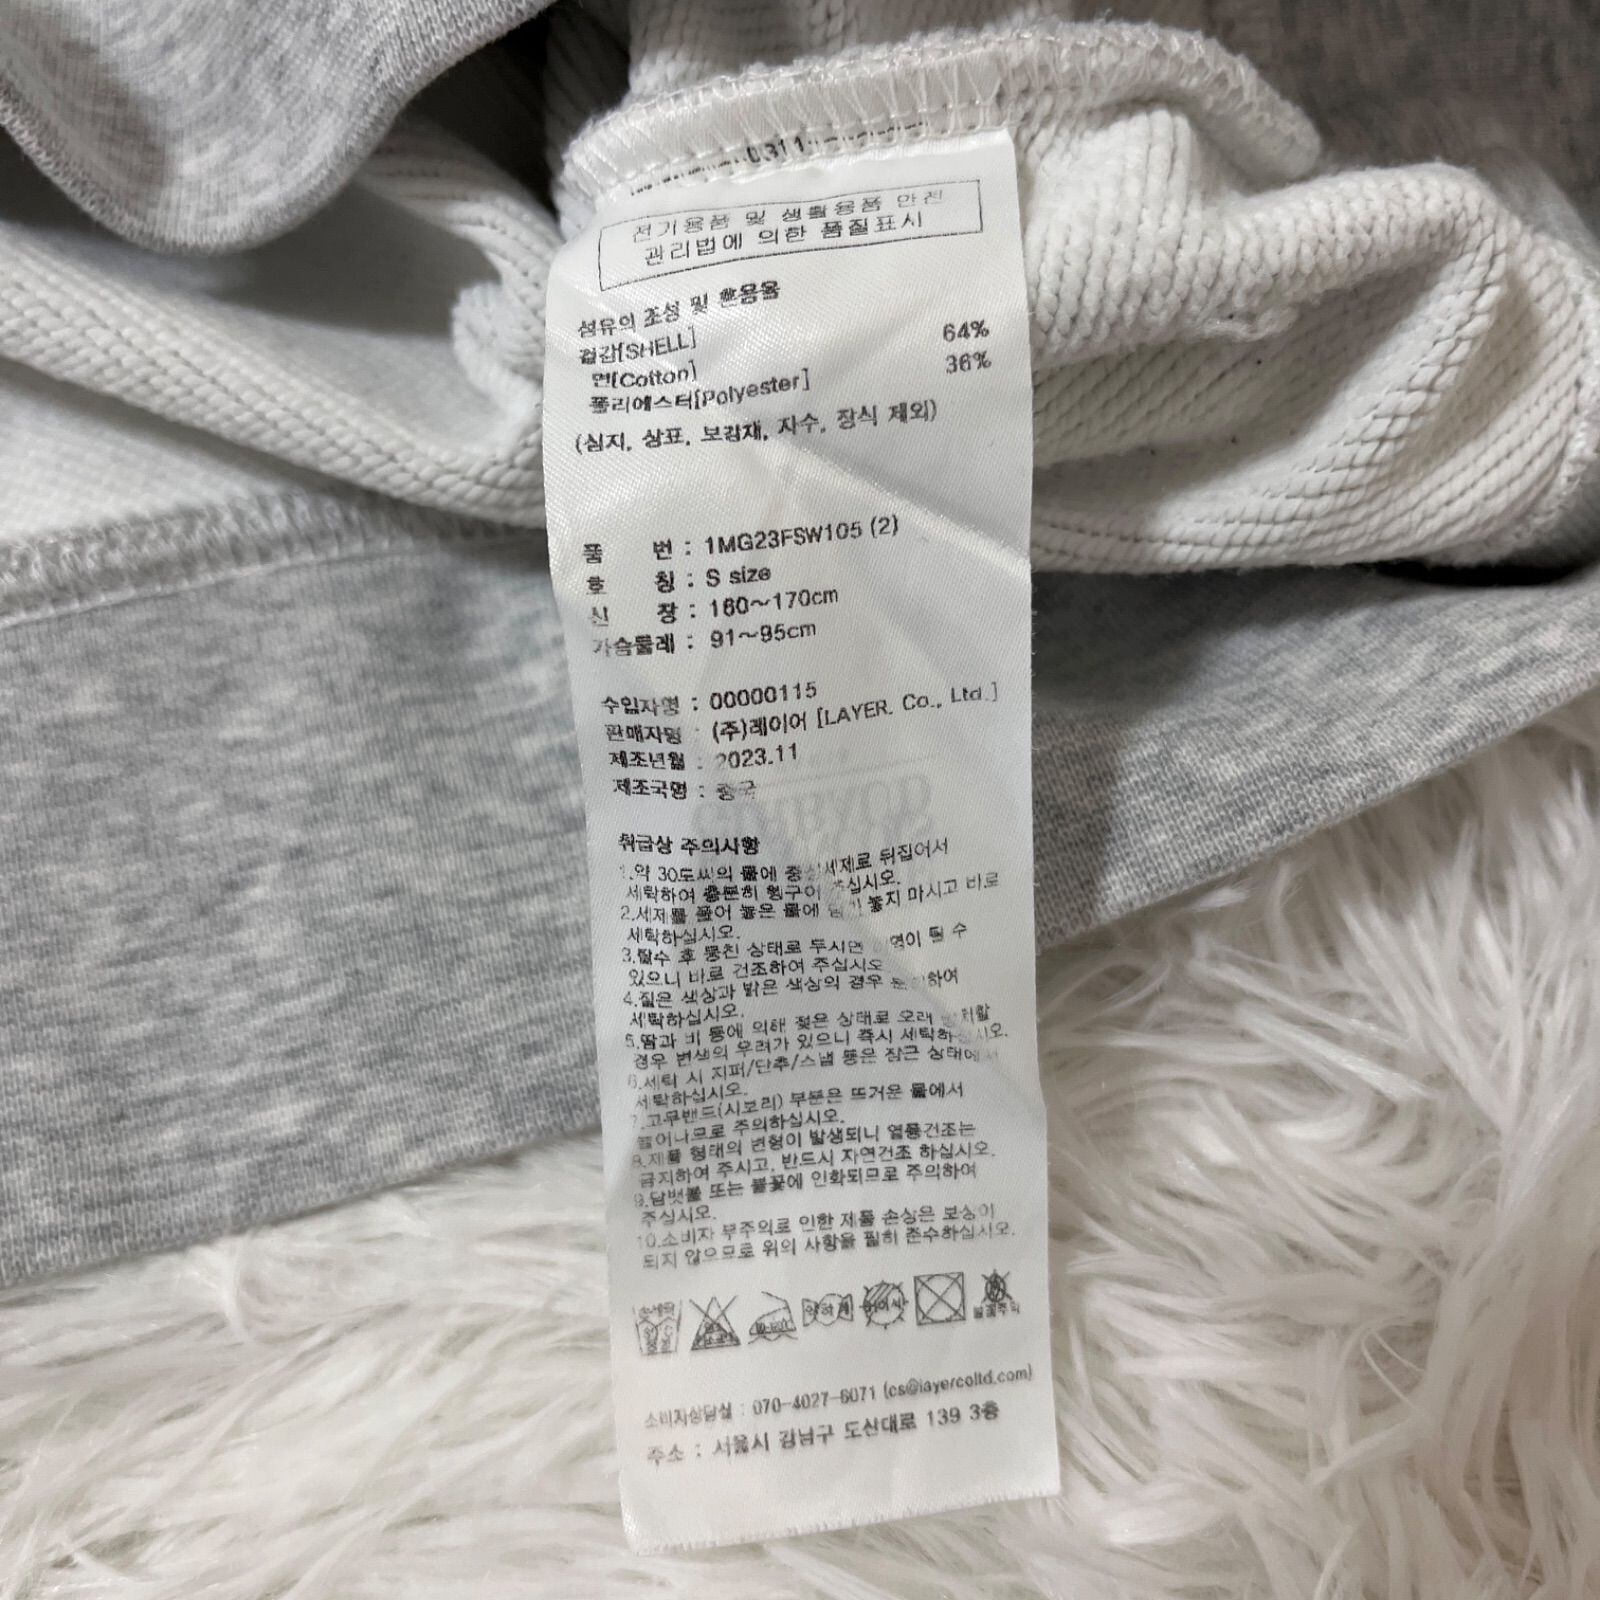 0311
전기용품 및 생활용품 안전
관리법에 의한 품질표시
섬유의 조성 및 혼용율
겉감[SHELL]
면[Cotton] 64%
폴리에스터[Polyester] 36%
(심지, 상표, 보강재, 자수, 장식 제외)
품 번 : 1MG23FSW105 (2)
호 칭 : S size
신 장 : 160~170cm
가슴둘레 : 91~95cm
수입자명 : 00000115
판매자명 : (주)레이어 [LAYER. Co., Ltd.]
제조년월 : 2023.11
제조국명 : 중국
취급상 주의사항
1.약 30도씨의 물에 중성세제로 뒤집어서
세탁하여 충분히 헹구어 주십시오.
2.세제를 풀어 놓은 물에 담가 놓지 마시고 바로
세탁하십시오.
3.탈수 후 뭉친 상태로 두시면 이염이 될 수
있으니 바로 건조하여 주십시오
4.짙은 색상과 밝은 색상의 경우 분리하여
세탁하십시오.
5.땀과 비 등에 의해 젖은 상태로 오래 방치할
경우 변색의 우려가 있으니 즉시 세탁하십시오.
6.세탁 시 지퍼/단추/스냅 등은 잠근 상태에서
세탁하십시오.
7.고무밴드(시보리) 부분은 뜨거운 물에서
늘어나므로 주의하십시오.
8.제품 형태의 변형이 발생되니 열풍건조는
금지하여 주시고, 반드시 자연건조 하십시오.
9.담뱃불 또는 불꽃에 인화되므로 주의하여
주십시오.
10.소비자 부주의로 인한 제품 손상은 보상이
되지 않으므로 위의 사항을 필히 준수하십시오.
약하게
드라이
불꽃주의
소비자상담실 : 070-4027-6071 (cs@layercoltd.com)
주소 : 서울시 강남구 도산대로 139 3층